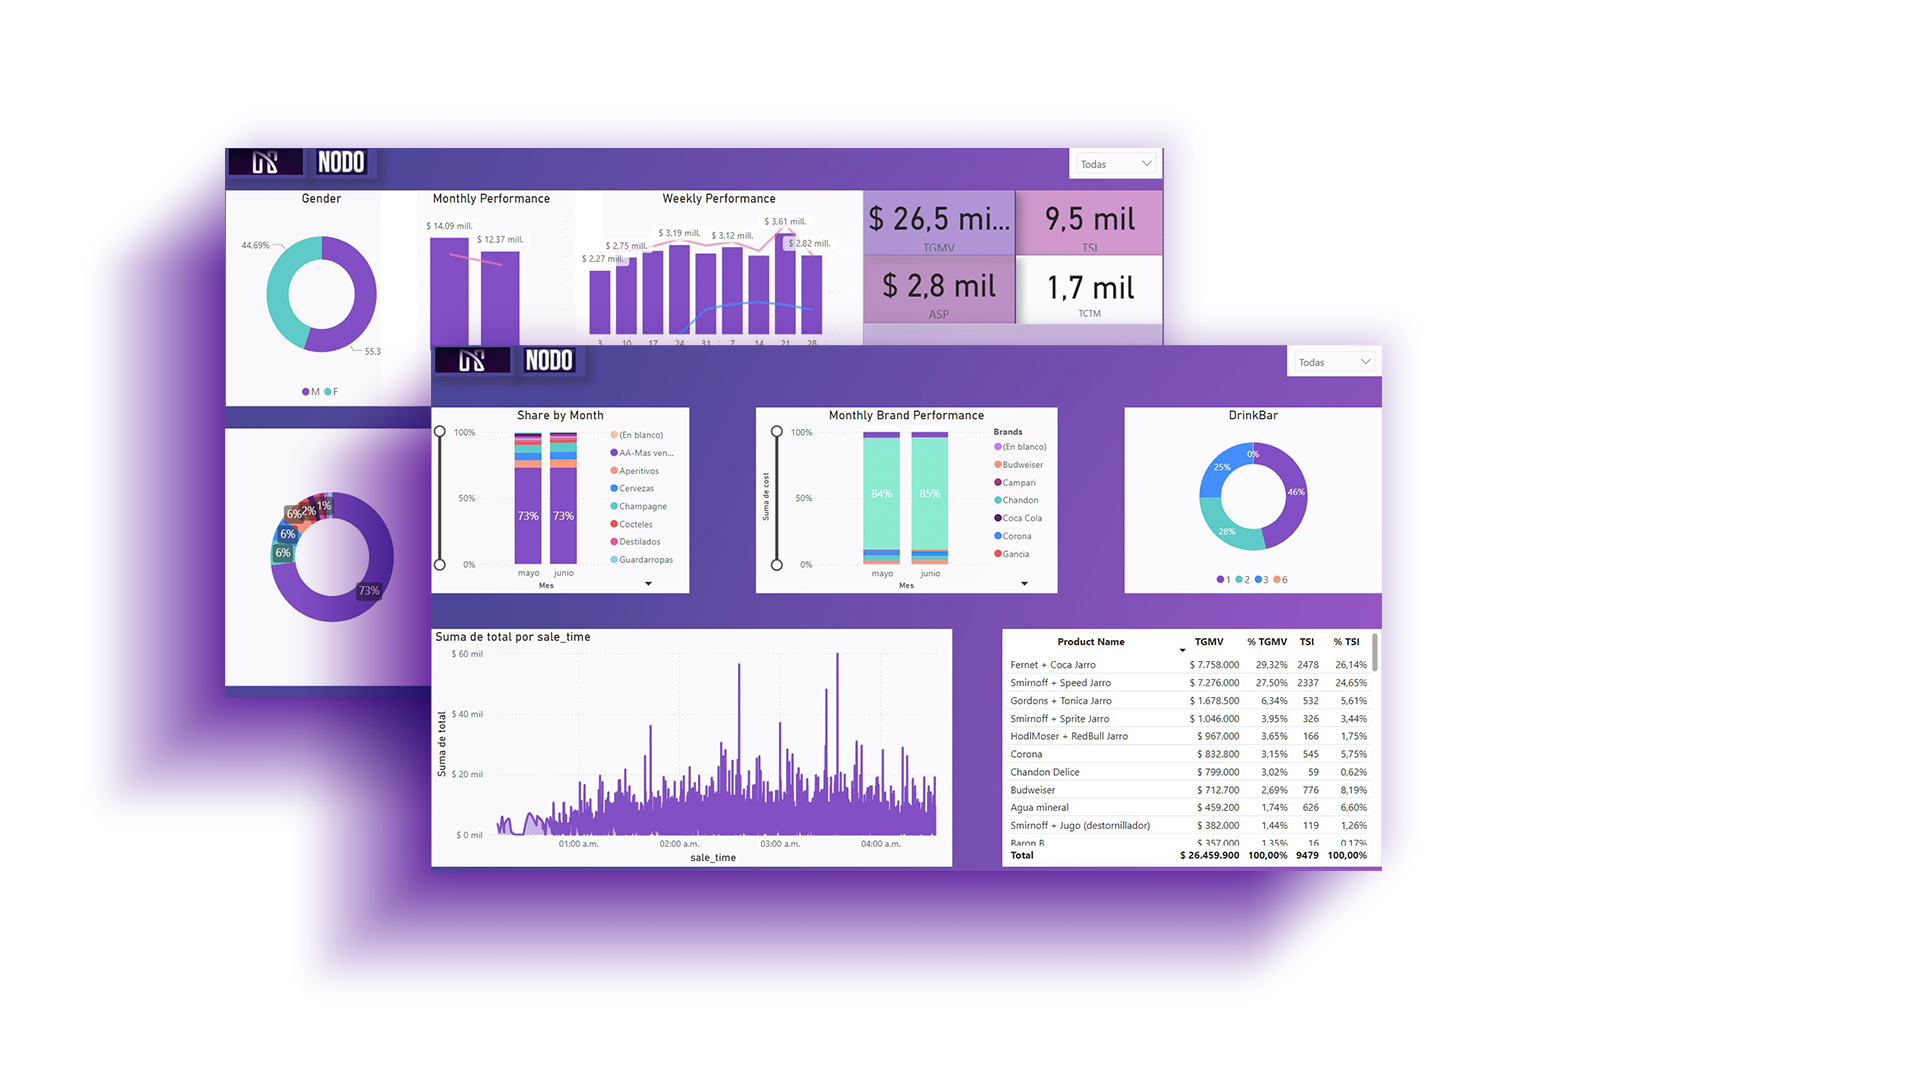 NODO
Todas
Gender
44.69%
55.3
M F
Monthly Performance
$ 14.09 mill.
$ 12.37 mill.
Weekly Performance
$ 2,27 mill.
$ 2,75 mill.
$ 3,19 mill.
$ 3,12 mill.
$ 3,61 mill.
$ 2,82 mill.
3 10 17 24 31 7 14 21 28
$ 26,5 mi...
TGMV
9,5 mil
TSI
$ 2,8 mil
ASP
1,7 mil
TCTM
6% 2% 1%
6%
6%
73%
NODO
Todas
Share by Month
100%
50%
0%
73% 73%
mayo junio
Mes
(En blanco)
AA-Mas ven...
Aperitivos
Cervezas
Champagne
Cocteles
Destilados
Guardarropas
Monthly Brand Performance
Suma de cost
100%
50%
0%
84% 85%
mayo junio
Mes
Brands
(En blanco)
Budweiser
Campari
Chandon
Coca Cola
Corona
Gancia
DrinkBar
0%
25%
46%
28%
1 2 3 6
Suma de total por sale_time
Suma de total
$ 60 mil
$ 40 mil
$ 20 mil
$ 0 mil
01:00 a.m. 02:00 a.m. 03:00 a.m. 04:00 a.m.
sale_time
Product Name TGMV % TGMV TSI % TSI
Fernet + Coca Jarro $ 7.758.000 29,32% 2478 26,14%
Smirnoff + Speed Jarro $ 7.276.000 27,50% 2337 24,65%
Gordons + Tonica Jarro $ 1.678.500 6,34% 532 5,61%
Smirnoff + Sprite Jarro $ 1.046.000 3,95% 326 3,44%
HodlMoser + RedBull Jarro $ 967.000 3,65% 166 1,75%
Corona $ 832.800 3,15% 545 5,75%
Chandon Delice $ 799.000 3,02% 59 0,62%
Budweiser $ 712.700 2,69% 776 8,19%
Agua mineral $ 459.200 1,74% 626 6,60%
Smirnoff + Jugo (destornillador) $ 382.000 1,44% 119 1,26%
Baron B $ 357.000 1,35% 16 0,17%
Total $ 26.459.900 100,00% 9479 100,00%